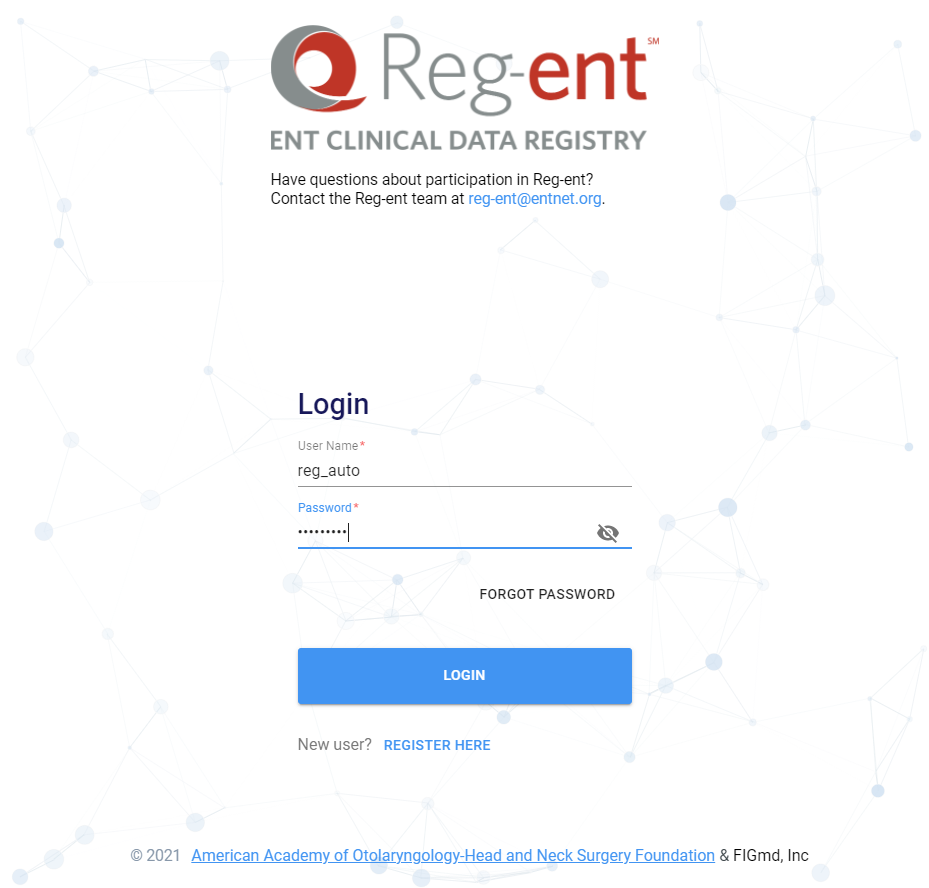 Reg-ent℠
ENT CLINICAL DATA REGISTRY
Have questions about participation in Reg-ent?
Contact the Reg-ent team at reg-ent@entnet.org.
Login
User Name*
reg_auto
Password*
•••••••••
FORGOT PASSWORD
LOGIN
New user? REGISTER HERE
© 2021 American Academy of Otolaryngology-Head and Neck Surgery Foundation & FIGmd, Inc